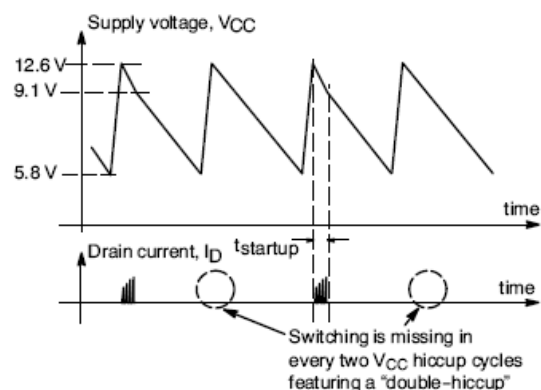 Supply voltage, VCC
12.6 V
9.1 V
5.8 V
time
tstartup
Drain current, ID
time
Switching is missing in
every two VCC hiccup cycles
featuring a “double-hiccup”